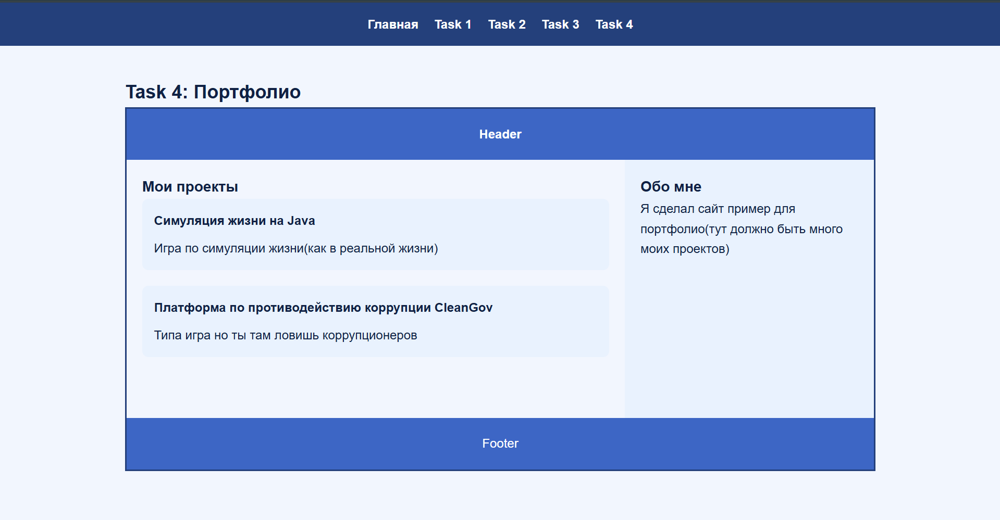 Главная Task 1 Task 2 Task 3 Task 4
Task 4: Портфолио
Header
Мои проекты
Симуляция жизни на Java
Игра по симуляции жизни(как в реальной жизни)
Платформа по противодействию коррупции CleanGov
Типа игра но ты там ловишь коррупционеров
Обо мне
Я сделал сайт пример для
портфолио(тут должно быть много
моих проектов)
Footer